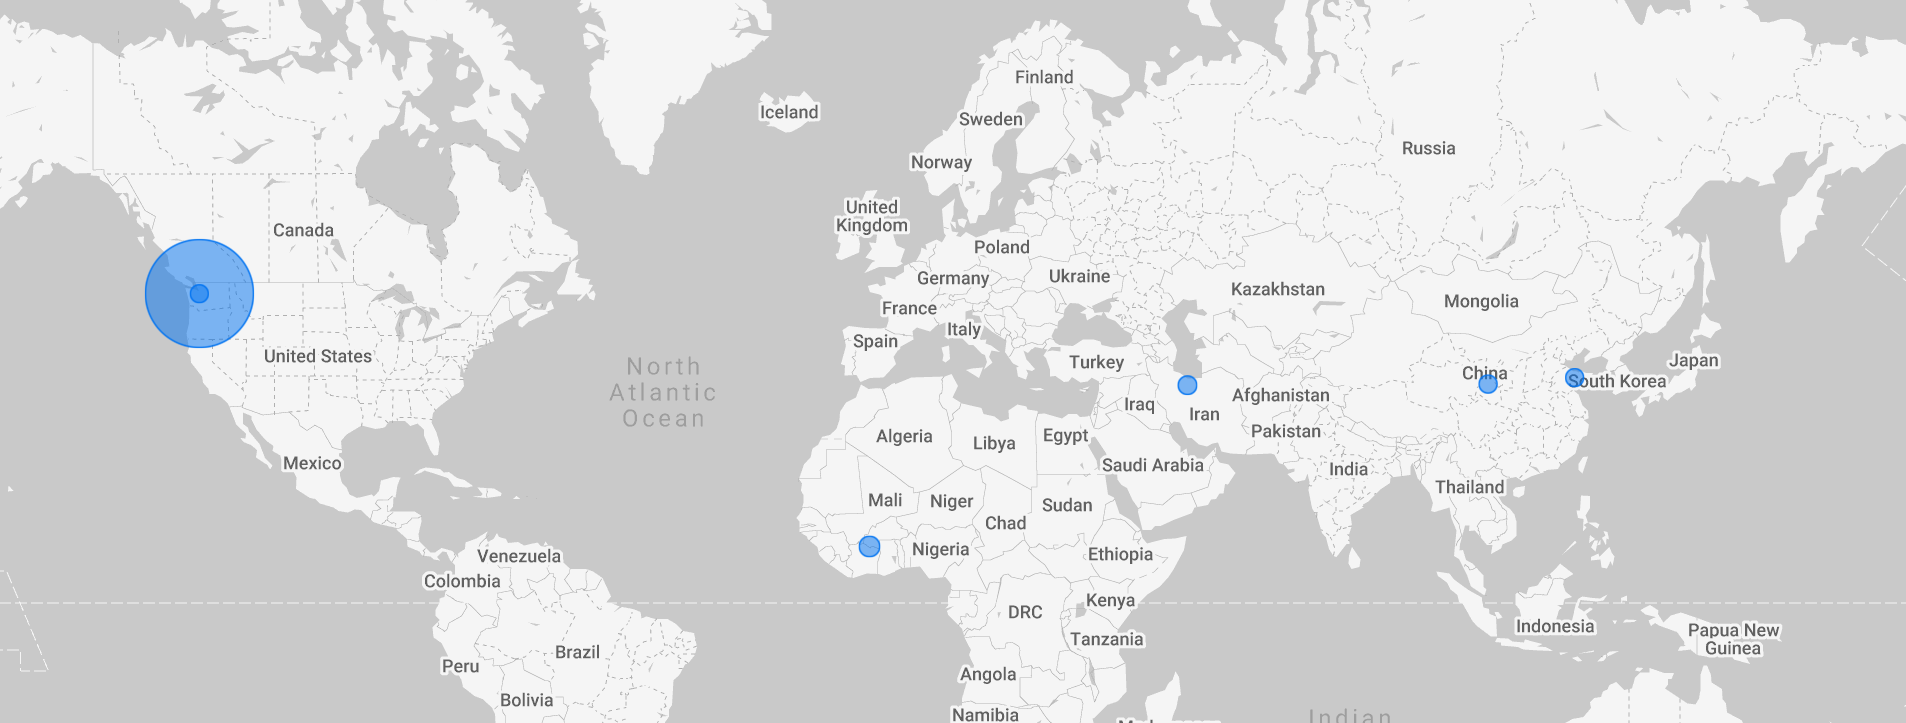 Finland
Iceland
Sweden
Russia
Norway
United
Kingdom
Canada
Poland
Germany
Ukraine
Kazakhstan
Mongolia
France
Italy
Spain
United States
Turkey
Japan
North
Atlantic
Ocean
China
South Korea
Afghanistan
Iraq
Iran
Algeria
Libya
Egypt
Pakistan
Mexico
Saudi Arabia
India
Thailand
Mali
Niger
Sudan
Chad
Nigeria
Ethiopia
Venezuela
Colombia
Kenya
DRC
Indonesia
Papua New
Guinea
Tanzania
Brazil
Peru
Angola
Bolivia
Namibia
Indian